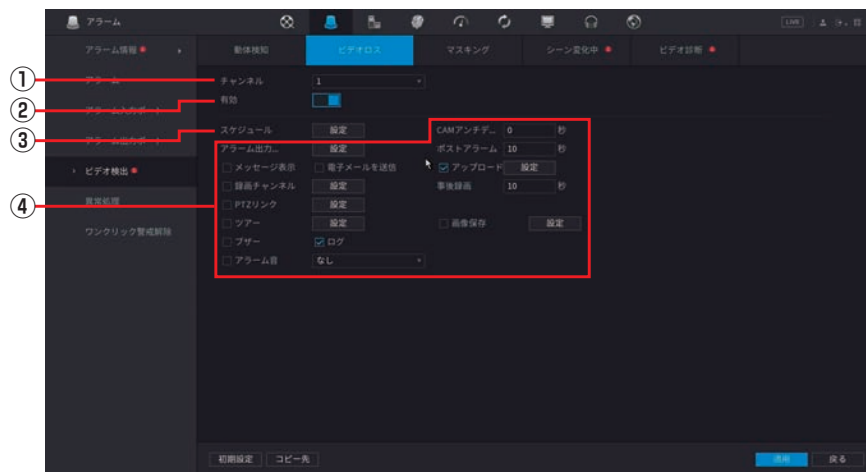 アラーム
LIVE
アラーム情報
動体検知 ビデオロス マスキング シーン変化中 ビデオ診断
① チャンネル 1
アラーム
② 有効
アラーム入力ポート
③ スケジュール 設定 CAMアンチデ... 0 秒
アラーム出力ポート
アラーム出力... 設定 ポストアラーム 10 秒
ビデオ検出
メッセージ表示 電子メールを送信 アップロード 設定
④ 録画チャンネル 設定 事後録画 10 秒
異常処理
PTZリンク 設定
ツアー 設定 画像保存 設定
ワンクリック警戒解除
ブザー ログ
アラーム音 なし
初期設定 コピー先 適用 戻る